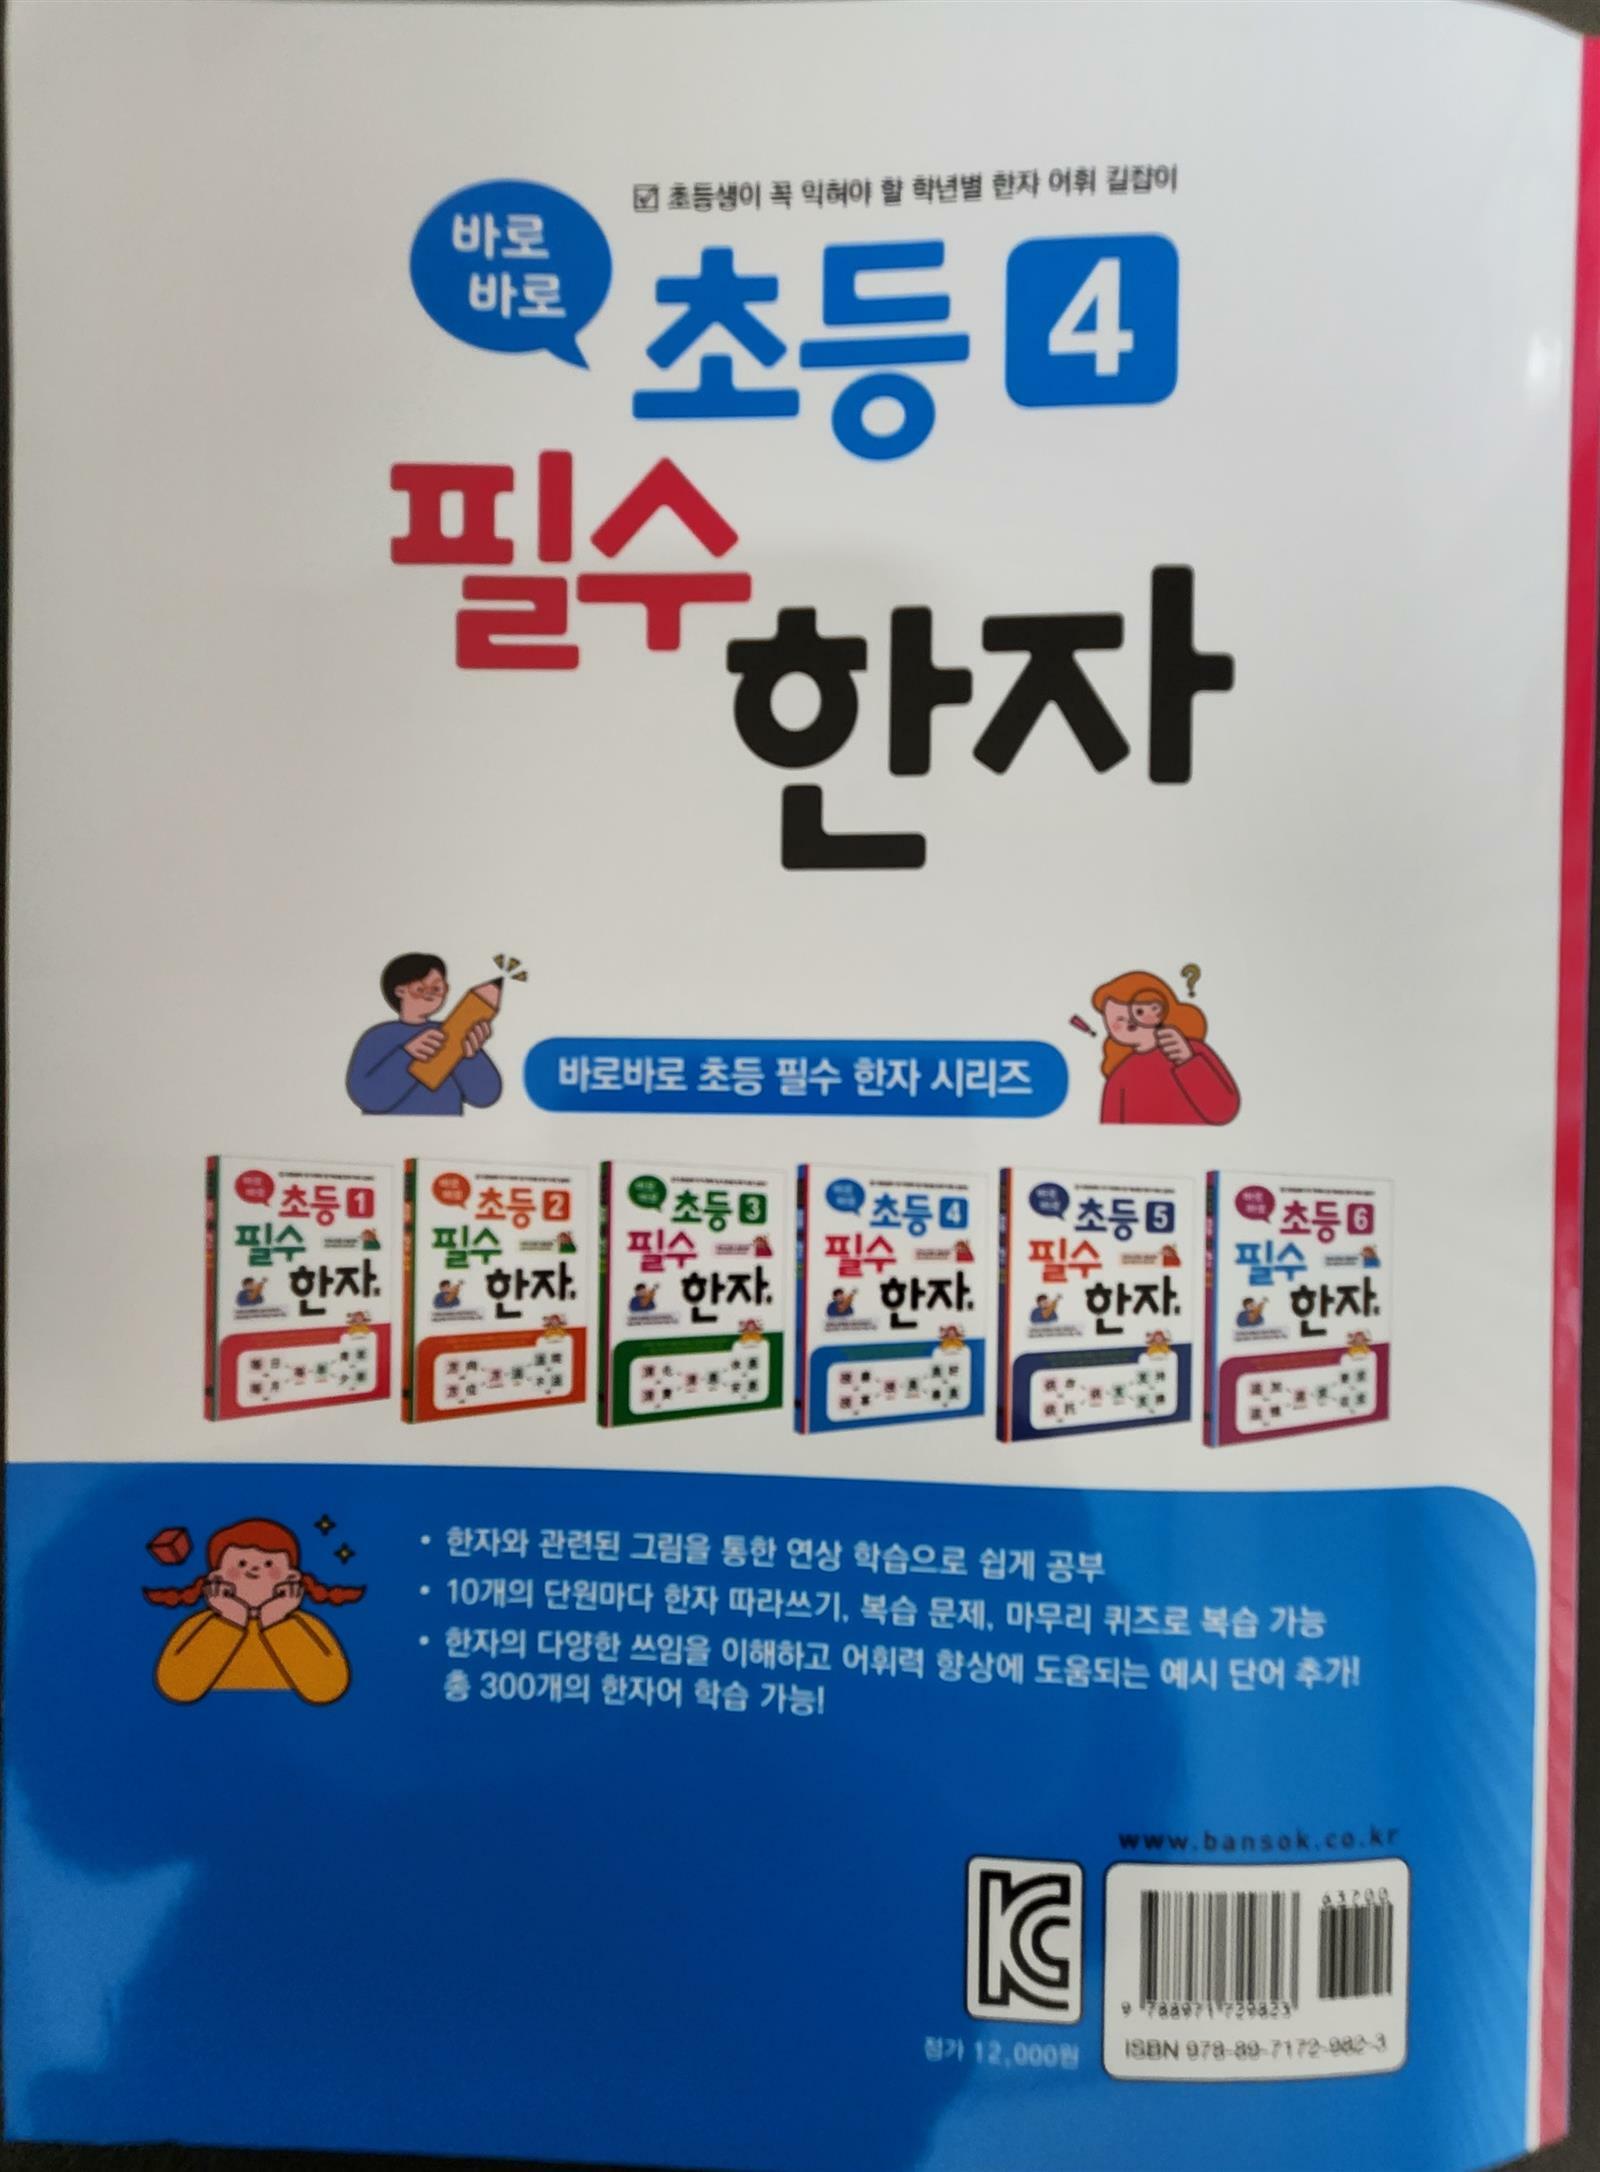 ☑ 초등생이 꼭 익혀야 할 학년별 한자 어휘 길잡이
바로
바로
초등 4
필수
한자
바로바로 초등 필수 한자 시리즈
초등 1
필수
한자
초등 2
필수
한자
초등 3
필수
한자
초등 4
필수
한자
초등 5
필수
한자
초등 6
필수
한자
• 한자와 관련된 그림을 통한 연상 학습으로 쉽게 공부
• 10개의 단원마다 한자 따라쓰기, 복습 문제, 마무리 퀴즈로 복습 가능
• 한자의 다양한 쓰임을 이해하고 어휘력 향상에 도움되는 예시 단어 추가!
총 300개의 한자어 학습 가능!
www.bansok.co.kr
63700
9 788971 729823
ISBN 978-89-7172-982-3
정가 12,000원